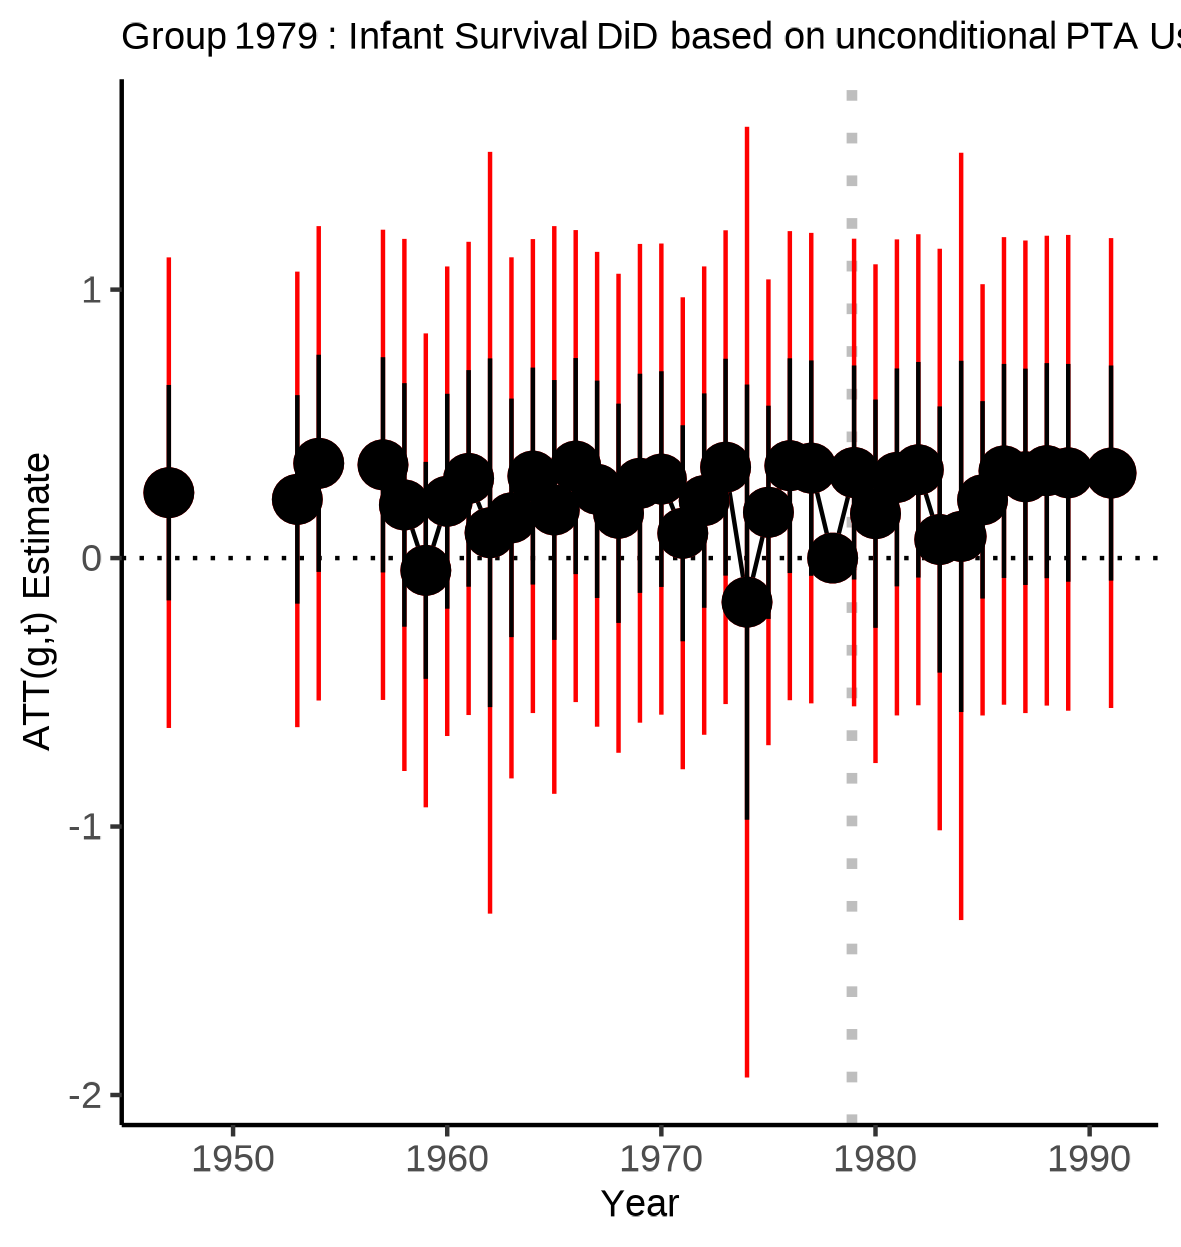 Group 1979 : Infant Survival DiD based on unconditional PTA
1
0
-1
-2
ATT(g,t) Estimate
1950 1960 1970 1980 1990
Year